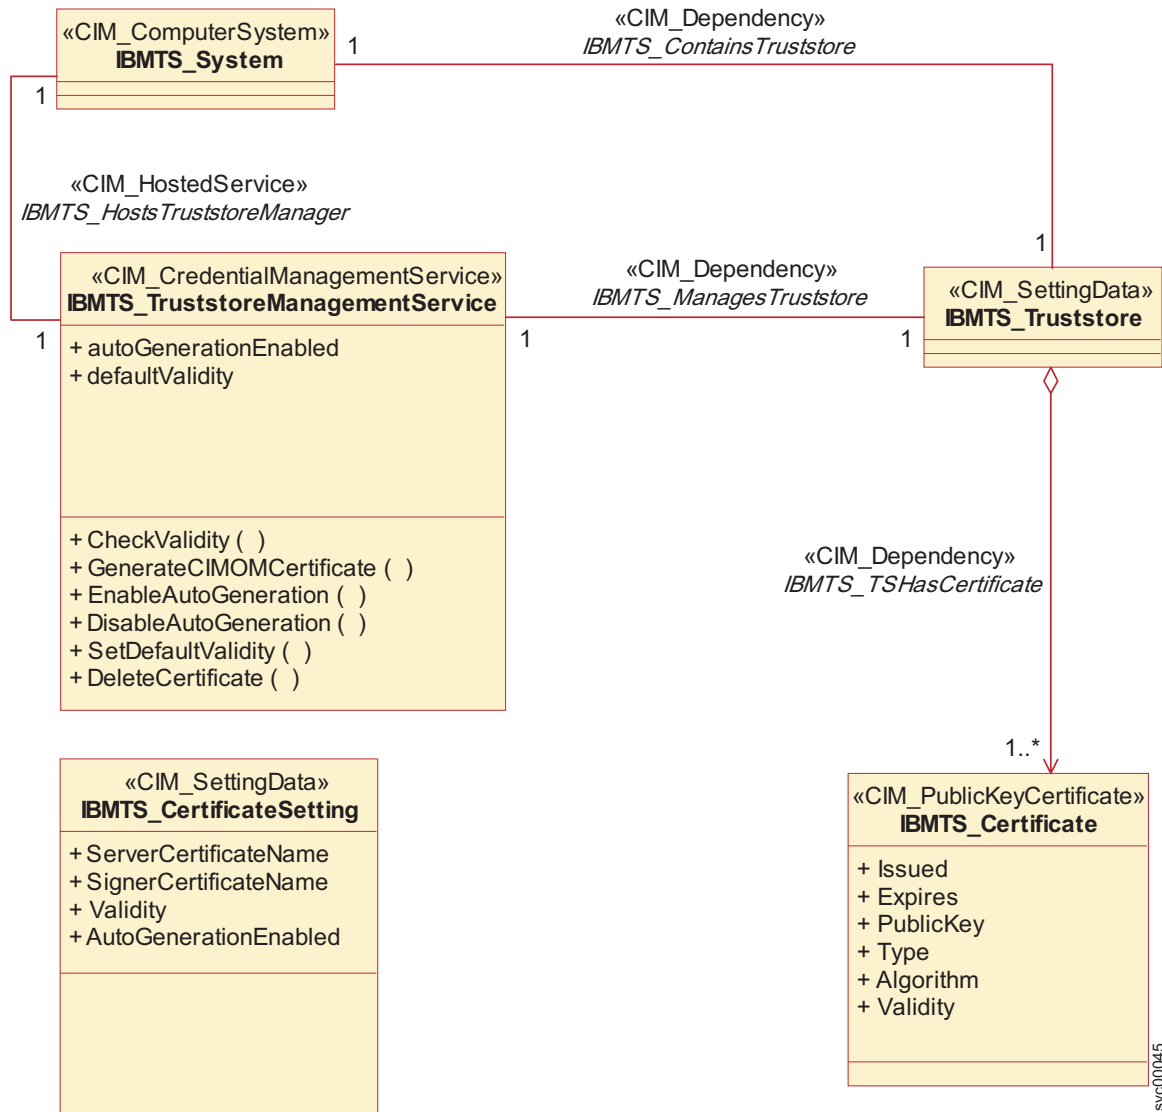 «CIM_ComputerSystem»
IBMTS_System
1
1
«CIM_Dependency»
IBMTS_ContainsTruststore
1
«CIM_HostedService»
IBMTS_HostsTruststoreManager
1
«CIM_CredentialManagementService»
IBMTS_TruststoreManagementService
+ autoGenerationEnabled
+ defaultValidity
+ CheckValidity ( )
+ GenerateCIMOMCertificate ( )
+ EnableAutoGeneration ( )
+ DisableAutoGeneration ( )
+ SetDefaultValidity ( )
+ DeleteCertificate ( )
1
«CIM_Dependency»
IBMTS_ManagesTruststore
1
«CIM_SettingData»
IBMTS_Truststore
«CIM_Dependency»
IBMTS_TSHasCertificate
1..*
«CIM_SettingData»
IBMTS_CertificateSetting
+ ServerCertificateName
+ SignerCertificateName
+ Validity
+ AutoGenerationEnabled
«CIM_PublicKeyCertificate»
IBMTS_Certificate
+ Issued
+ Expires
+ PublicKey
+ Type
+ Algorithm
+ Validity
svc00045